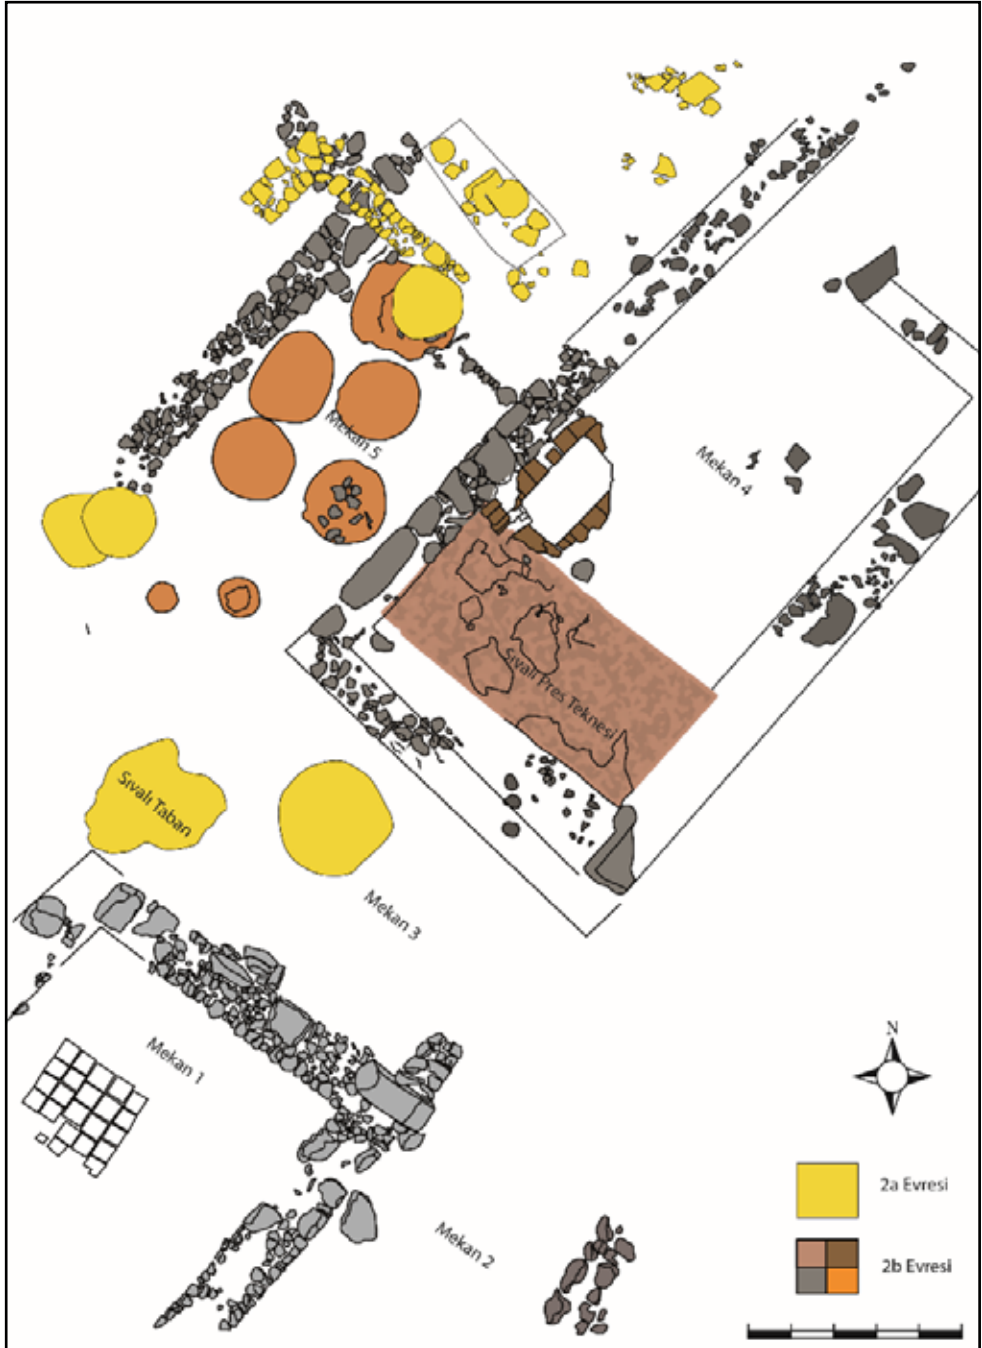 Mekan 5
Mekan 4
Sıvalı Pres Teknesi
Sıvalı Taban
Mekan 3
Mekan 1
Mekan 2
N
2a Evresi
2b Evresi